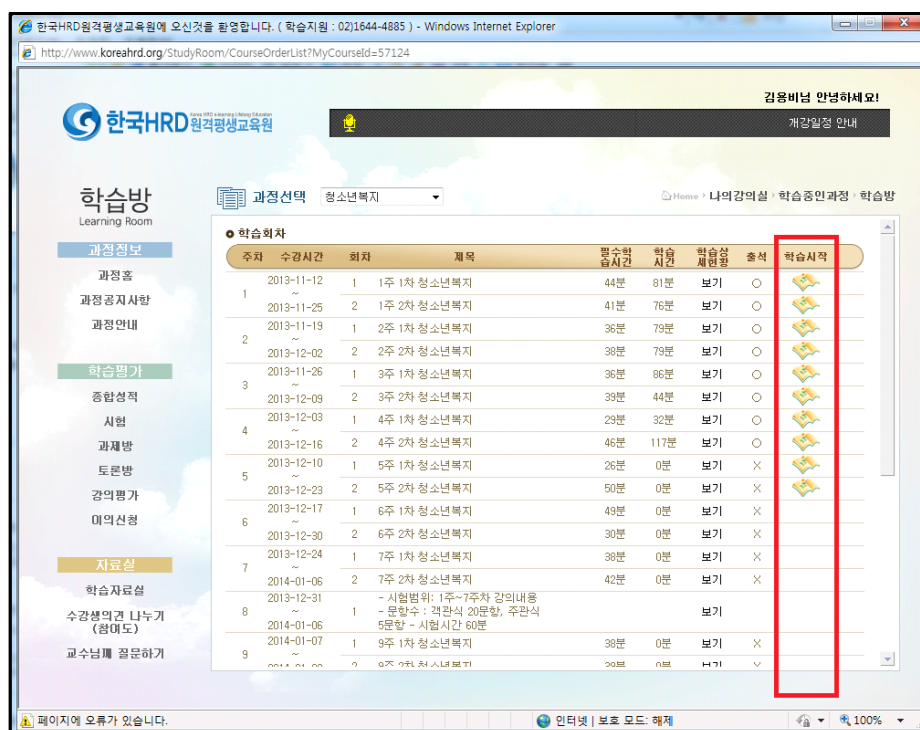 한국HRD원격평생교육원에 오신것을 환영합니다. ( 학습지원 : 02)1644-4885 ) - Windows Internet Explorer
http://www.koreahrd.org/StudyRoom/CourseOrderList?MyCourseId=57124
김용비님 안녕하세요!
한국HRD 원격평생교육원
개강일정 안내
학습방
Learning Room
과정선택 청소년복지
Home › 나의강의실 › 학습중인과정 › 학습방
과정정보
과정홈
과정공지사항
과정안내
학습평가
종합성적
시험
과제방
토론방
강의평가
이의신청
자료실
학습자료실
수강생의견 나누기
(참여도)
교수님께 질문하기
학습회차
주차 수강시간 회차 제목 필수학습시간 학습시간 학습상세현황 출석 학습시작
1 2013-11-12 ~ 2013-11-25
1 1주 1차 청소년복지 44분 81분 보기 ○
2 1주 2차 청소년복지 41분 76분 보기 ○
2 2013-11-19 ~ 2013-12-02
1 2주 1차 청소년복지 36분 79분 보기 ○
2 2주 2차 청소년복지 38분 79분 보기 ○
3 2013-11-26 ~ 2013-12-09
1 3주 1차 청소년복지 36분 86분 보기 ○
2 3주 2차 청소년복지 39분 44분 보기 ○
4 2013-12-03 ~ 2013-12-16
1 4주 1차 청소년복지 29분 32분 보기 ○
2 4주 2차 청소년복지 46분 117분 보기 ○
5 2013-12-10 ~ 2013-12-23
1 5주 1차 청소년복지 26분 0분 보기 X
2 5주 2차 청소년복지 50분 0분 보기 X
6 2013-12-17 ~ 2013-12-30
1 6주 1차 청소년복지 49분 0분 보기 X
2 6주 2차 청소년복지 30분 0분 보기 X
7 2013-12-24 ~ 2014-01-06
1 7주 1차 청소년복지 38분 0분 보기 X
2 7주 2차 청소년복지 42분 0분 보기 X
8 2013-12-31 ~ 2014-01-06
1 - 시험범위: 1주~7주차 강의내용
- 문항수 : 객관식 20문항, 주관식
5문항 - 시험시간 60분
보기
9 2014-01-07 ~
1 9주 1차 청소년복지 38분 0분 보기 X
2 9주 2차 청소년복지 0분 보기 X
페이지에 오류가 있습니다.
인터넷 | 보호 모드: 해제
100%